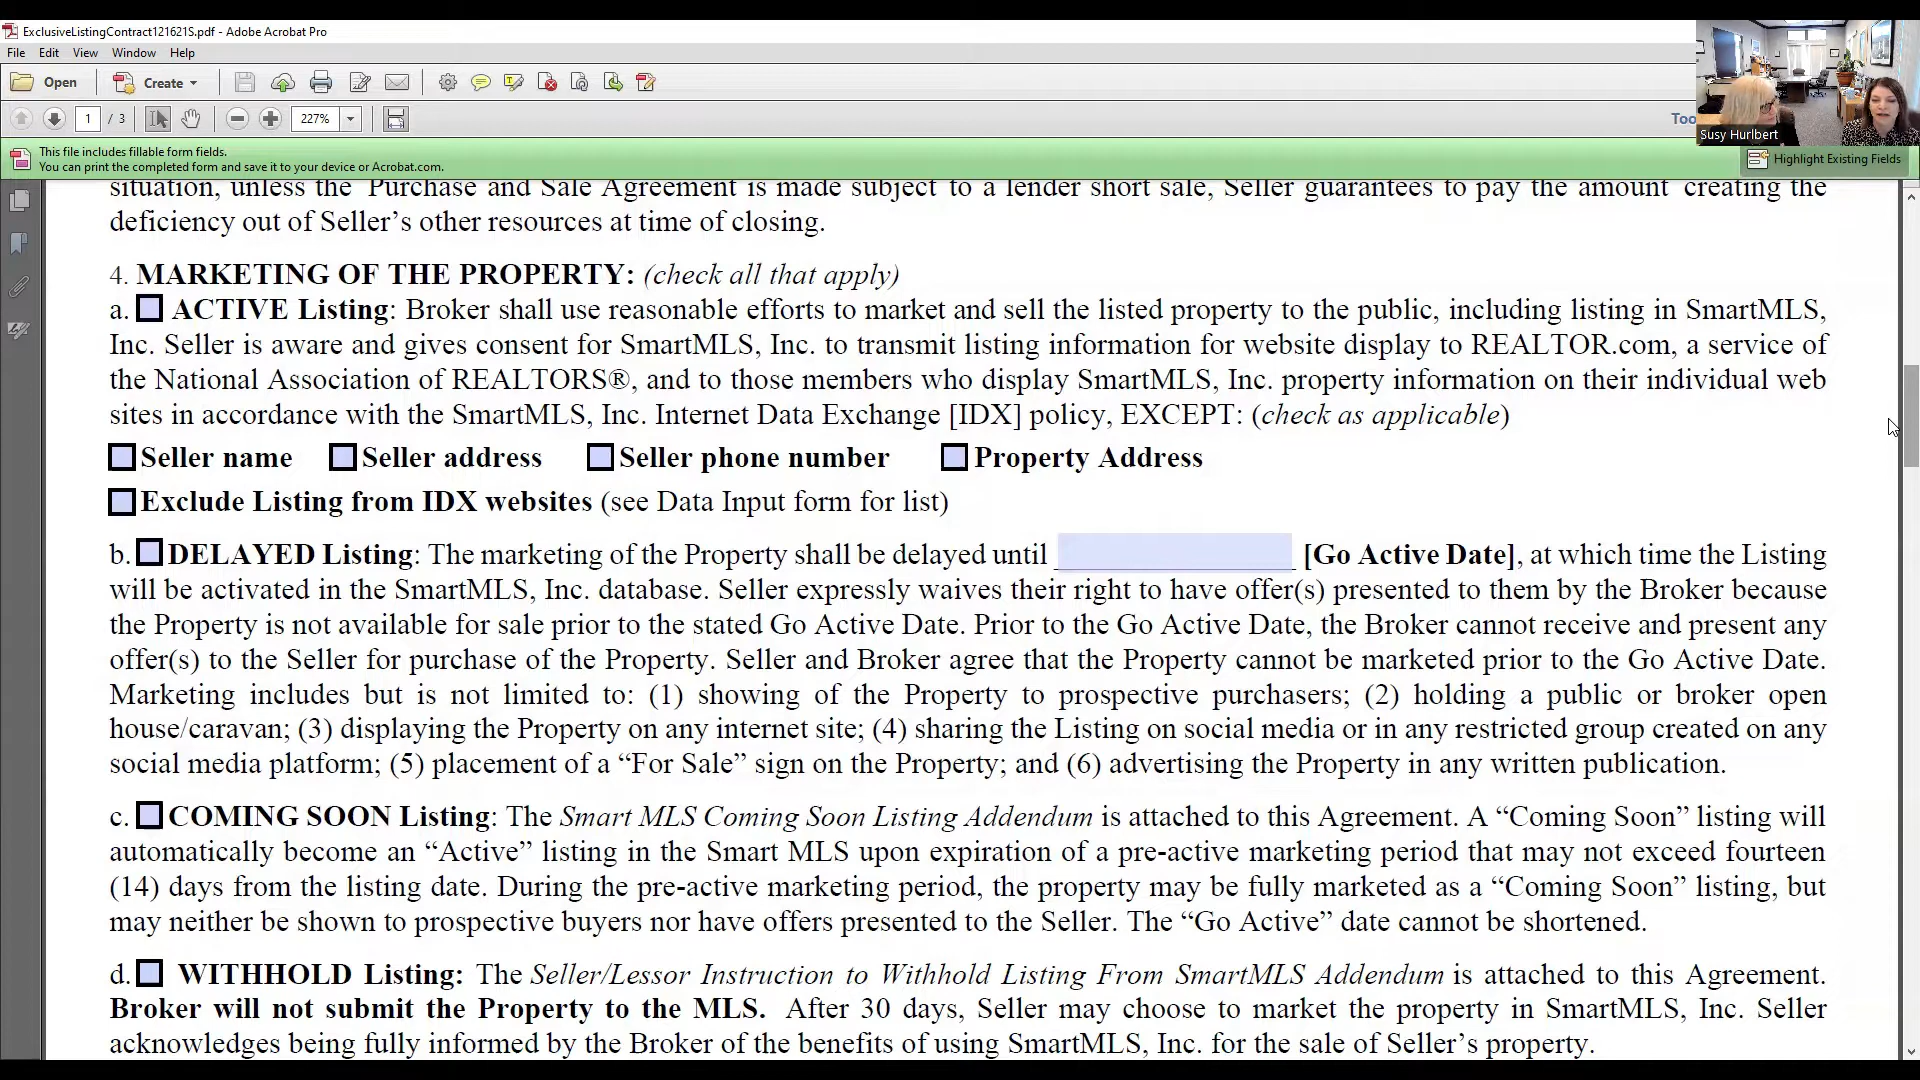 ExclusiveListingContract121621S.pdf - Adobe Acrobat Pro
File Edit View Window Help
Open Create
1 / 3 227% Too
Susy Hurlbert
This file includes fillable form fields.
You can print the completed form and save it to your device or Acrobat.com.
Highlight Existing Fields
situation, unless the Purchase and Sale Agreement is made subject to a lender short sale, Seller guarantees to pay the amount creating the
deficiency out of Seller’s other resources at time of closing.
4. MARKETING OF THE PROPERTY: (check all that apply)
a. ACTIVE Listing: Broker shall use reasonable efforts to market and sell the listed property to the public, including listing in SmartMLS,
Inc. Seller is aware and gives consent for SmartMLS, Inc. to transmit listing information for website display to REALTOR.com, a service of
the National Association of REALTORS®, and to those members who display SmartMLS, Inc. property information on their individual web
sites in accordance with the SmartMLS, Inc. Internet Data Exchange [IDX] policy, EXCEPT: (check as applicable)
Seller name Seller address Seller phone number Property Address
Exclude Listing from IDX websites (see Data Input form for list)
b. DELAYED Listing: The marketing of the Property shall be delayed until [Go Active Date], at which time the Listing
will be activated in the SmartMLS, Inc. database. Seller expressly waives their right to have offer(s) presented to them by the Broker because
the Property is not available for sale prior to the stated Go Active Date. Prior to the Go Active Date, the Broker cannot receive and present any
offer(s) to the Seller for purchase of the Property. Seller and Broker agree that the Property cannot be marketed prior to the Go Active Date.
Marketing includes but is not limited to: (1) showing of the Property to prospective purchasers; (2) holding a public or broker open
house/caravan; (3) displaying the Property on any internet site; (4) sharing the Listing on social media or in any restricted group created on any
social media platform; (5) placement of a “For Sale” sign on the Property; and (6) advertising the Property in any written publication.
c. COMING SOON Listing: The Smart MLS Coming Soon Listing Addendum is attached to this Agreement. A “Coming Soon” listing will
automatically become an “Active” listing in the Smart MLS upon expiration of a pre-active marketing period that may not exceed fourteen
(14) days from the listing date. During the pre-active marketing period, the property may be fully marketed as a “Coming Soon” listing, but
may neither be shown to prospective buyers nor have offers presented to the Seller. The “Go Active” date cannot be shortened.
d. WITHHOLD Listing: The Seller/Lessor Instruction to Withhold Listing From SmartMLS Addendum is attached to this Agreement.
Broker will not submit the Property to the MLS. After 30 days, Seller may choose to market the property in SmartMLS, Inc. Seller
acknowledges being fully informed by the Broker of the benefits of using SmartMLS, Inc. for the sale of Seller’s property.